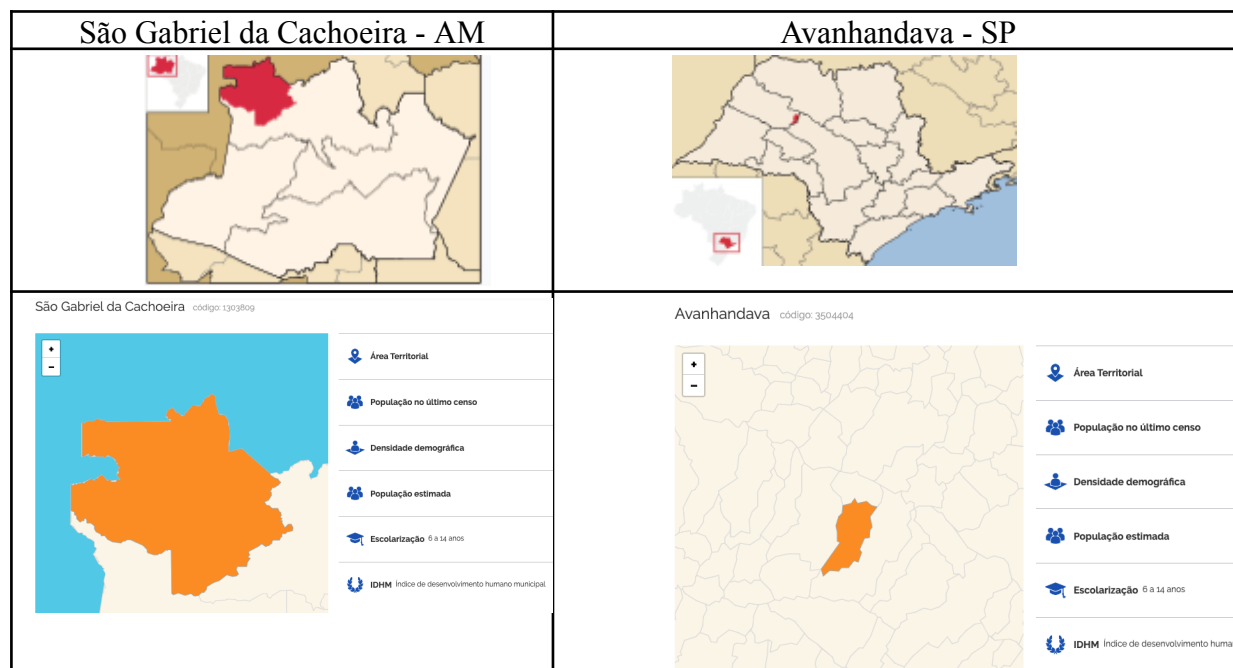 São Gabriel da Cachoeira - AM
Avanhandava - SP
São Gabriel da Cachoeira código: 1303809
+
−
Área Territorial
População no último censo
Densidade demográfica
População estimada
Escolarização 6 a 14 anos
IDHM Índice de desenvolvimento humano municipal
Avanhandava código: 3504404
+
−
Área Territorial
População no último censo
Densidade demográfica
População estimada
Escolarização 6 a 14 anos
IDHM Índice de desenvolvimento huma